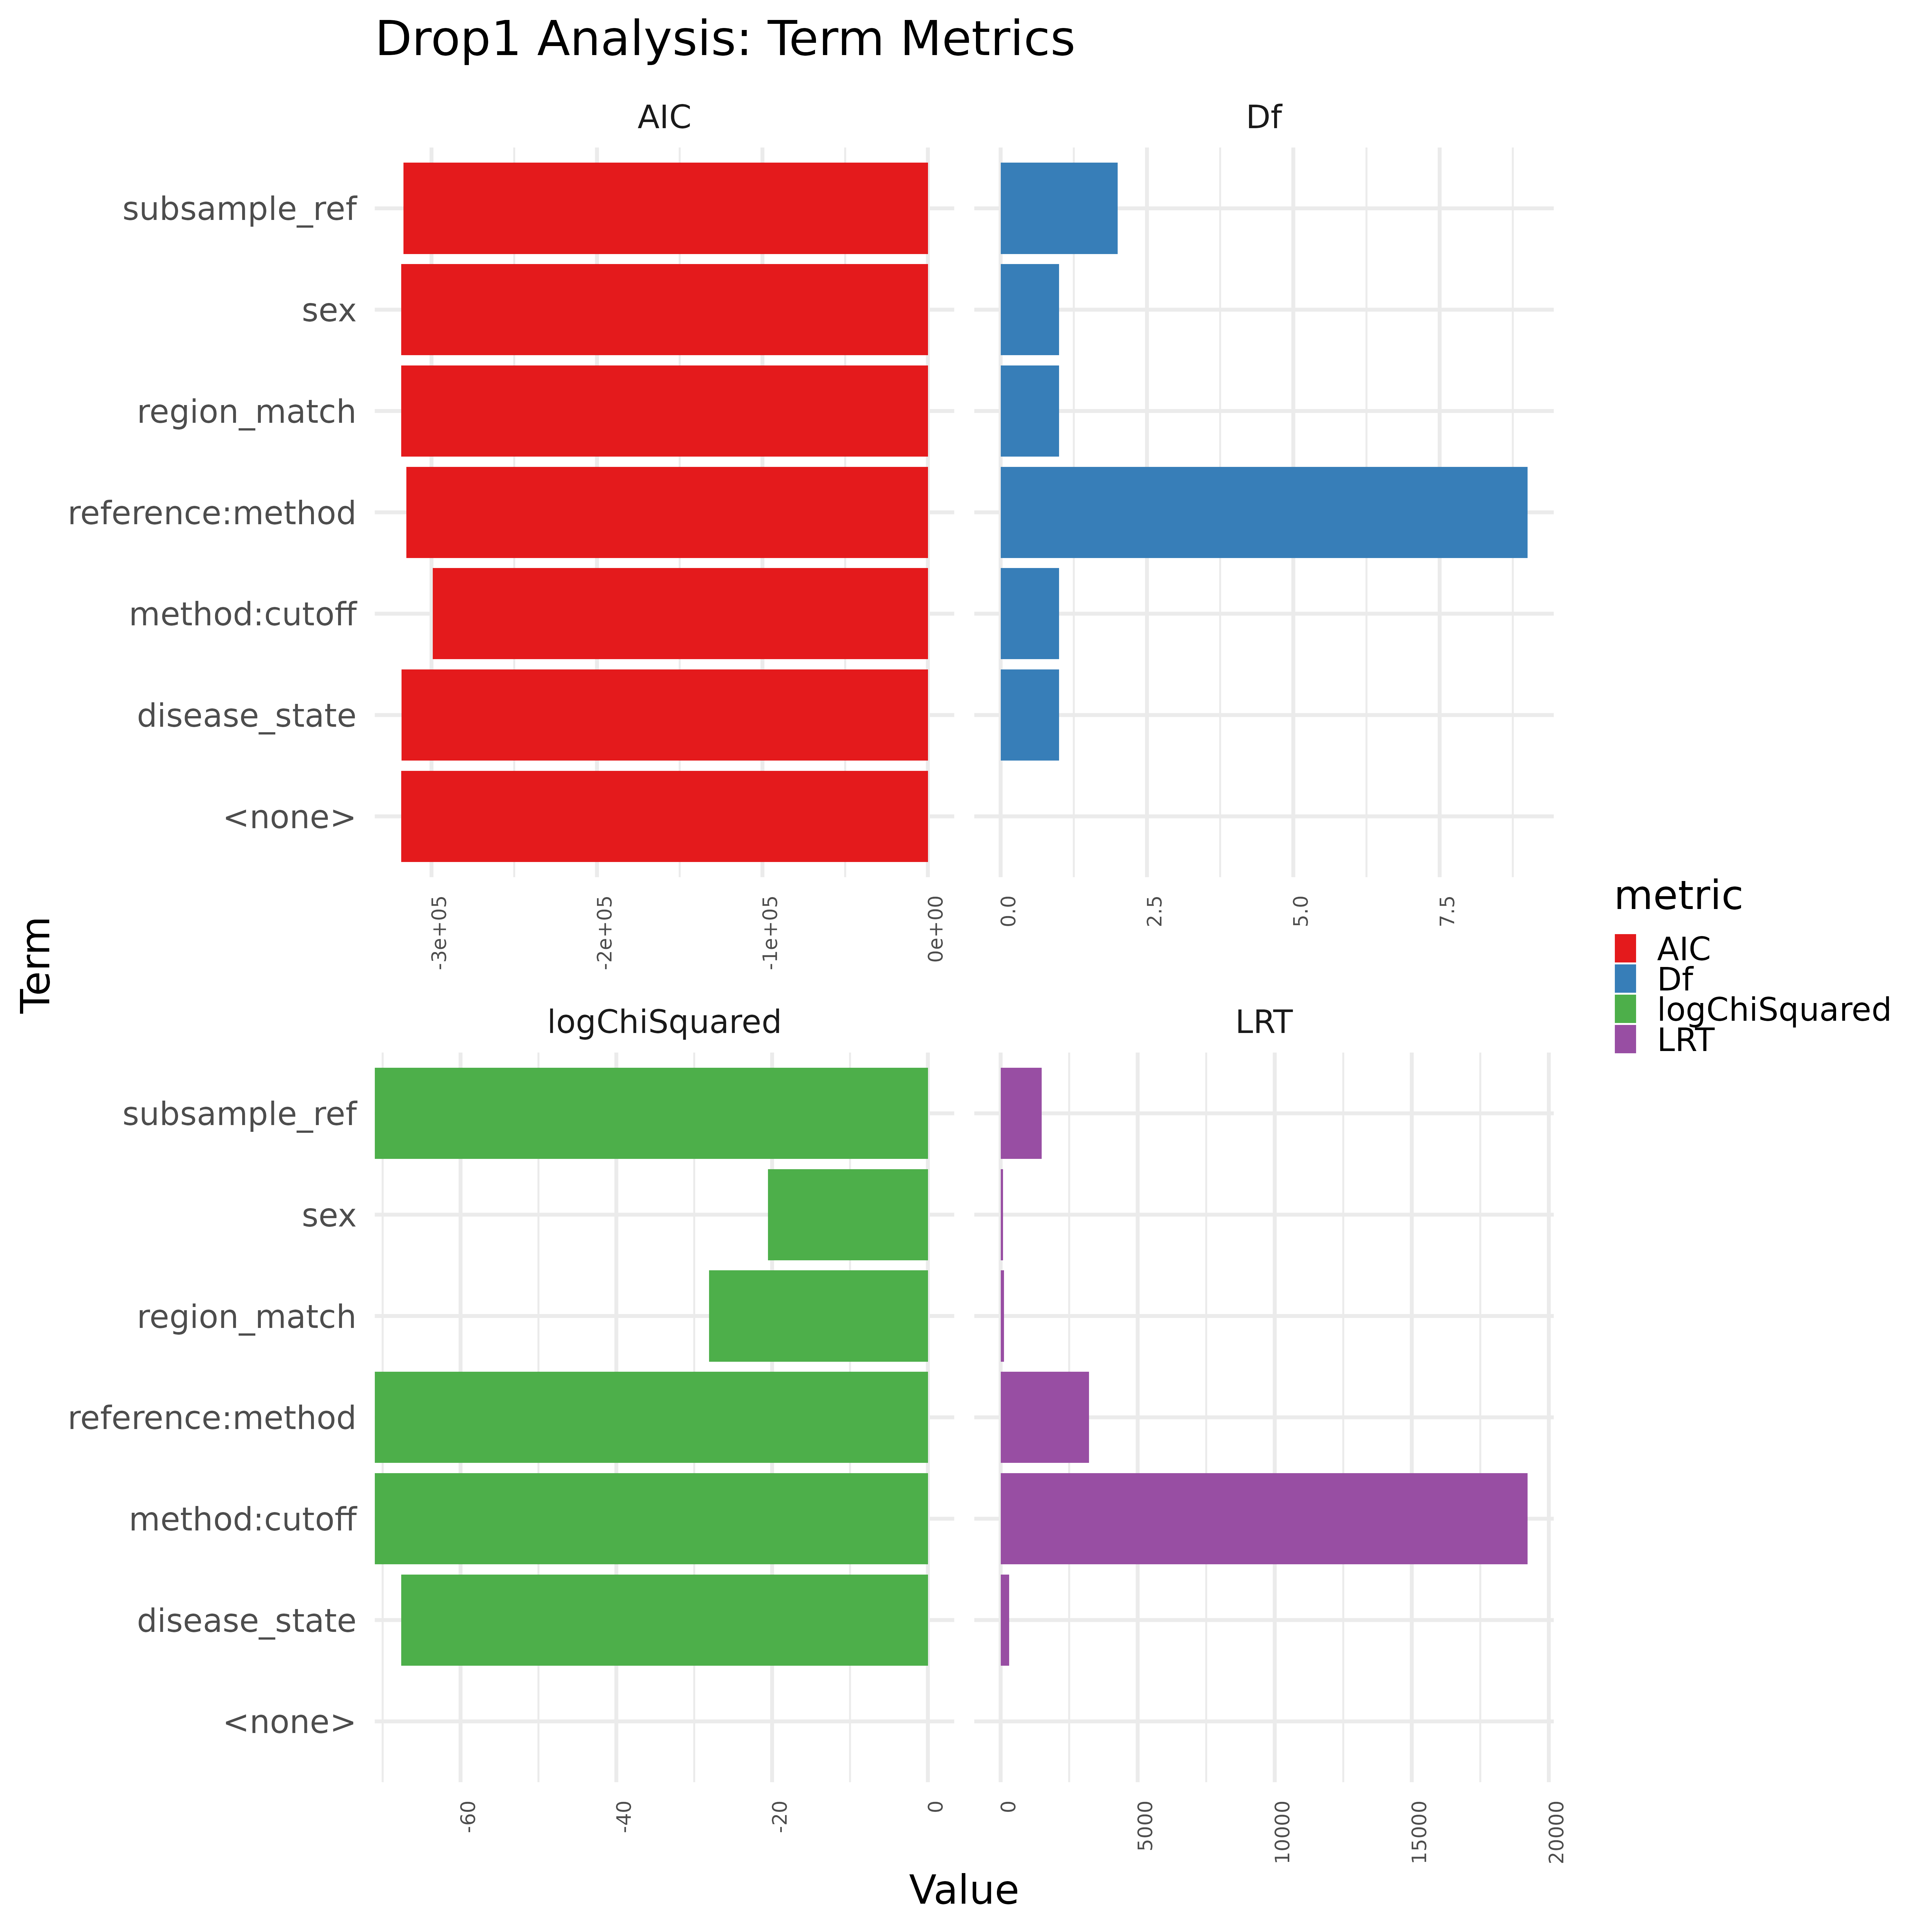 Drop1 Analysis: Term Metrics
AIC
Df
subsample_ref
sex
region_match
reference:method
method:cutoff
disease_state
<none>
-3e+05
-2e+05
-1e+05
0e+00
0.0
2.5
5.0
7.5
Term
logChiSquared
LRT
subsample_ref
sex
region_match
reference:method
method:cutoff
disease_state
<none>
-60
-40
-20
0
0
5000
10000
15000
20000
Value
metric
AIC
Df
logChiSquared
LRT